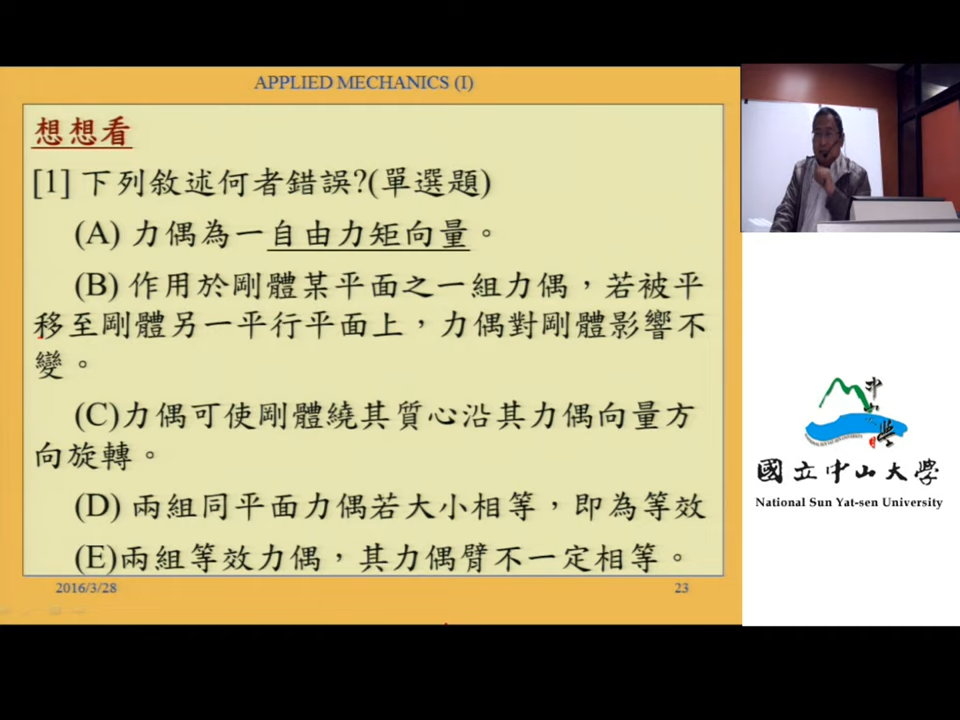 APPLIED MECHANICS (I)
想想看
[1] 下列敘述何者錯誤?(單選題)
(A) 力偶為一自由力矩向量。
(B) 作用於剛體某平面之一組力偶，若被平
移至剛體另一平行平面上，力偶對剛體影響不
變。
(C)力偶可使剛體繞其質心沿其力偶向量方
向旋轉。
(D) 兩組同平面力偶若大小相等，即為等效
(E)兩組等效力偶，其力偶臂不一定相等。
2016/3/28
23
國立中山大學
National Sun Yat-sen University